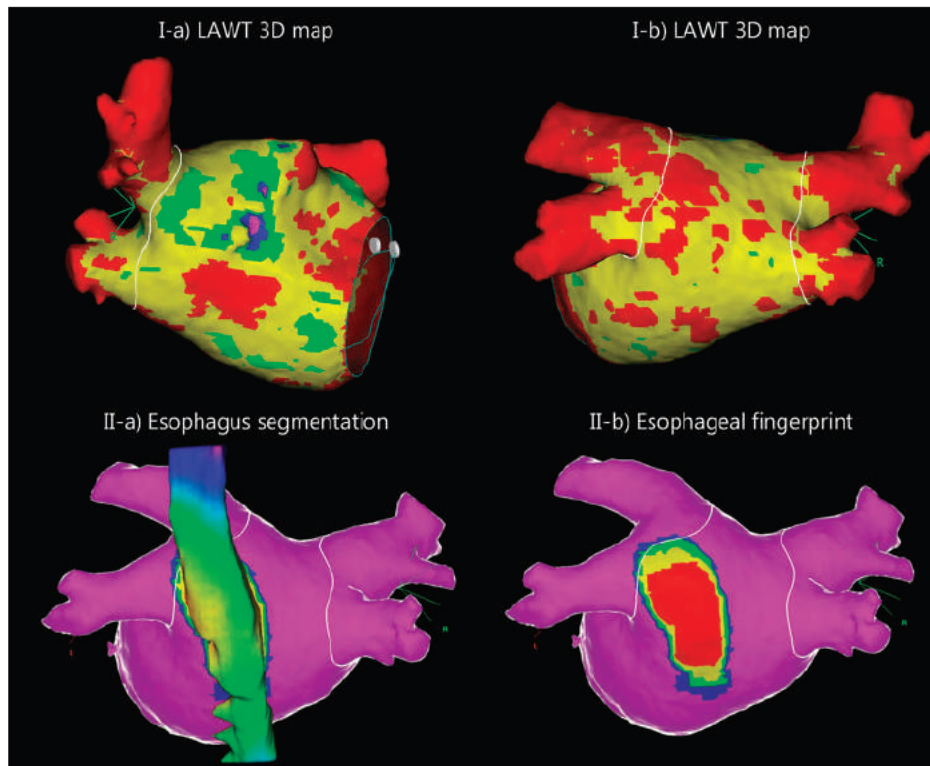 I-a) LAWT 3D map
I-b) LAWT 3D map
R
II-a) Esophagus segmentation
II-b) Esophageal fingerprint
R
R
L
L